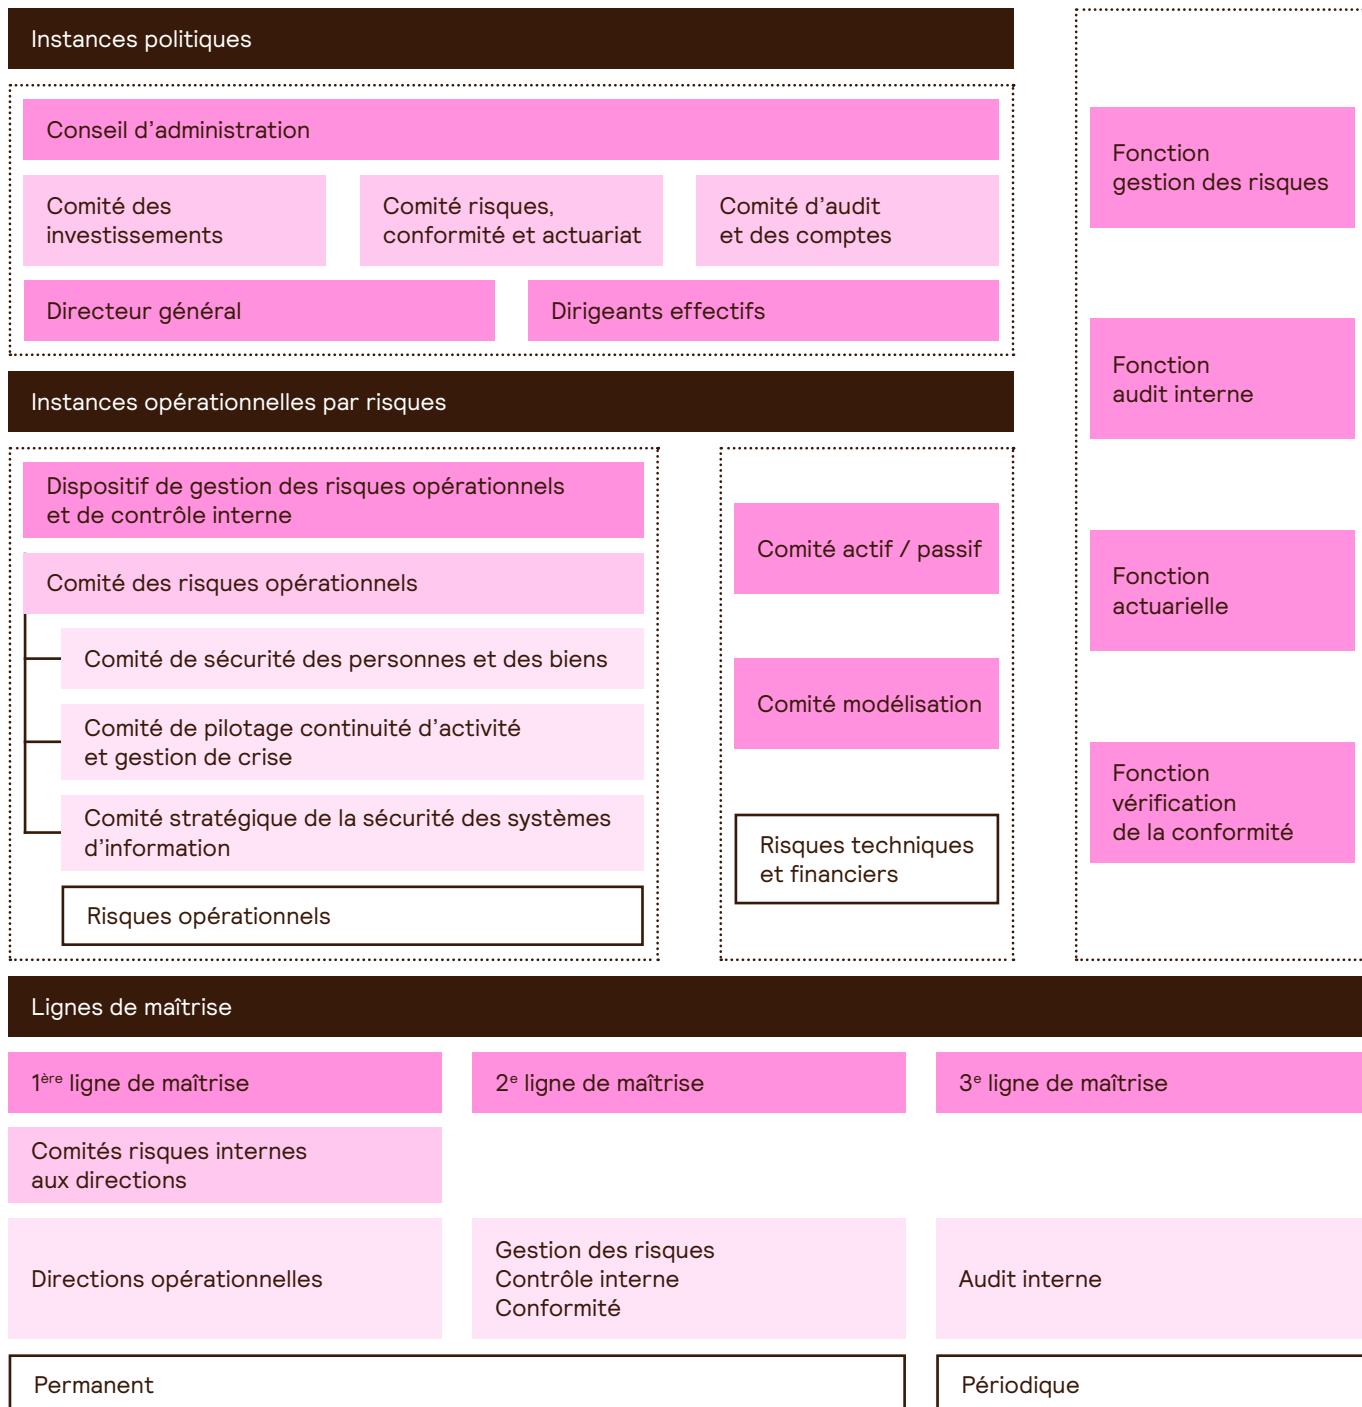 Instances politiques
Conseil d’administration
Comité des
investissements
Comité risques,
conformité et actuariat
Comité d’audit
et des comptes
Directeur général
Dirigeants effectifs
Instances opérationnelles par risques
Dispositif de gestion des risques opérationnels
et de contrôle interne
Comité des risques opérationnels
Comité de sécurité des personnes et des biens
Comité de pilotage continuité d’activité
et gestion de crise
Comité stratégique de la sécurité des systèmes
d’information
Risques opérationnels
Comité actif / passif
Comité modélisation
Risques techniques
et financiers
Fonction
gestion des risques
Fonction
audit interne
Fonction
actuarielle
Fonction
vérification
de la conformité
Lignes de maîtrise
1ère ligne de maîtrise
2e ligne de maîtrise
3e ligne de maîtrise
Comités risques internes
aux directions
Directions opérationnelles
Gestion des risques
Contrôle interne
Conformité
Audit interne
Permanent
Périodique